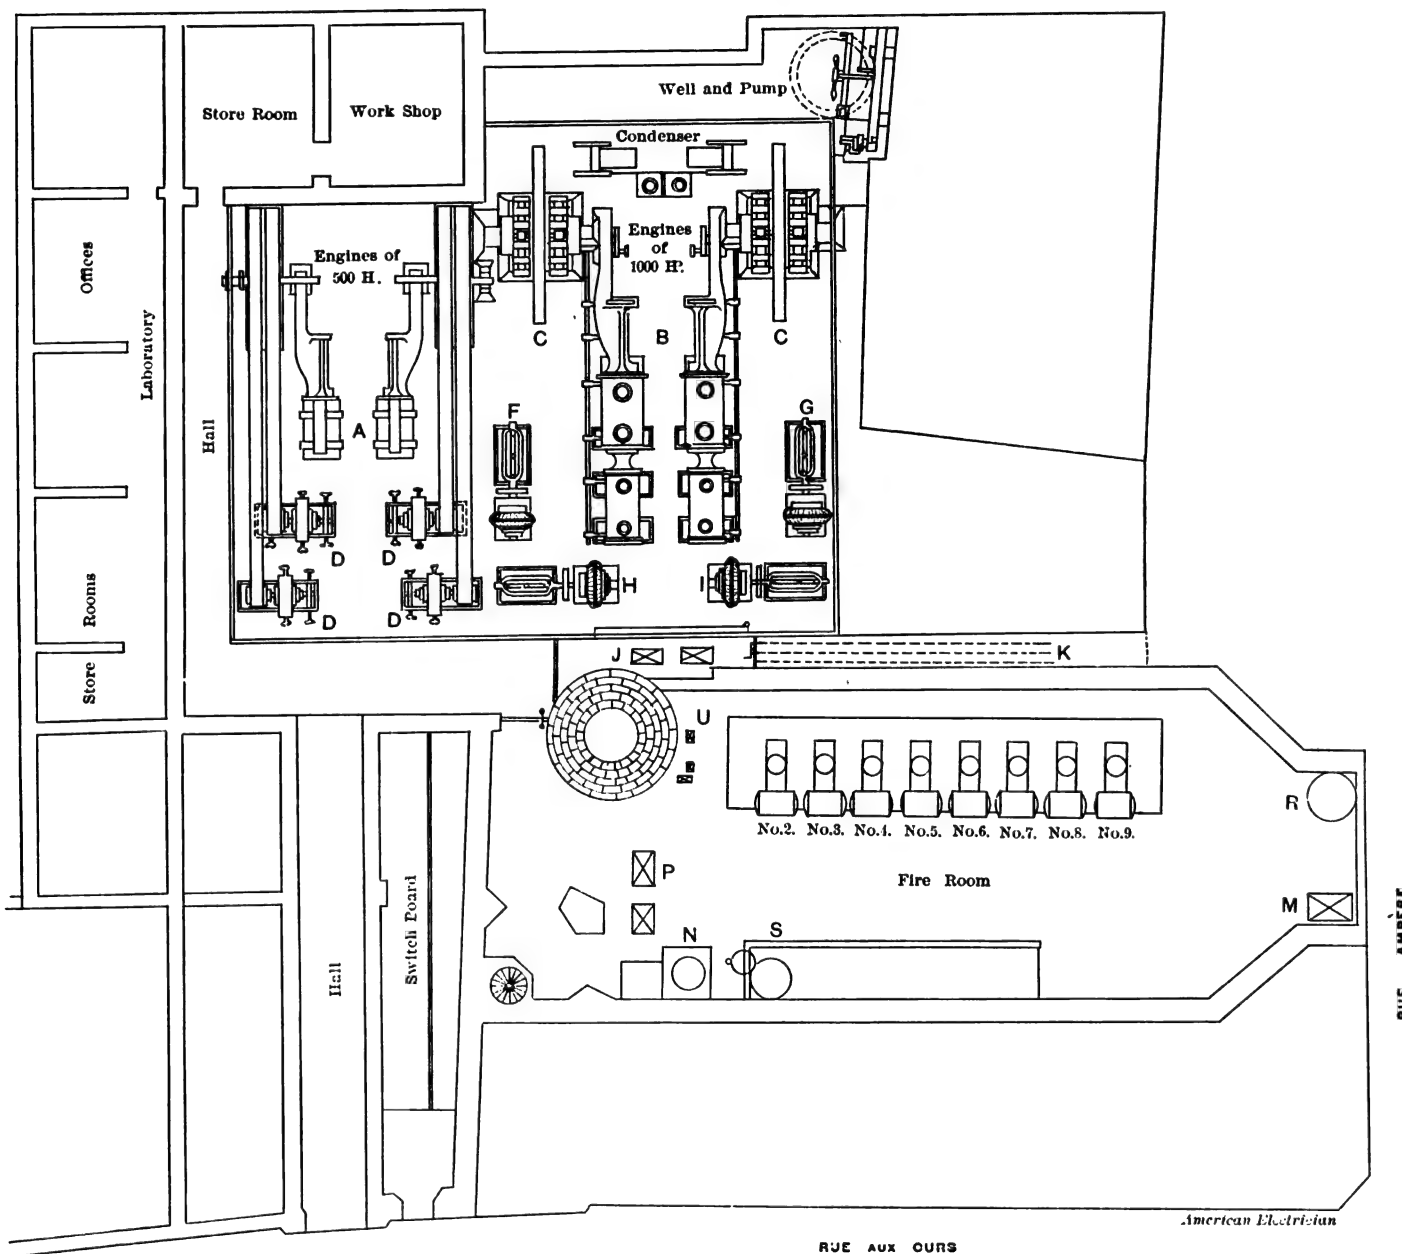 Store Room
Work Shop
Well and Pump
Condenser
Engines of
500 H.
Engines
of
1000 HP.
Offices
Laboratory
Hall
C
B
C
A
F
G
D
D
H
I
D
D
Rooms
Store
J
K
U
No.2. No.3. No.4. No.5. No.6. No.7. No.8. No.9.
R
Fire Room
P
M
N
S
Hall
Switch Board
RUE AMPÈRE
American Electrician
RUE AUX OURS